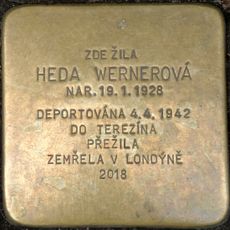 ZDE ŽILA
HEDA WERNEROVÁ
NAR. 19. 1. 1928
DEPORTOVÁNA 4. 4. 1942
DO TEREZÍNA
PŘEŽILA
ZEMŘELA V LONDÝNĚ
2018